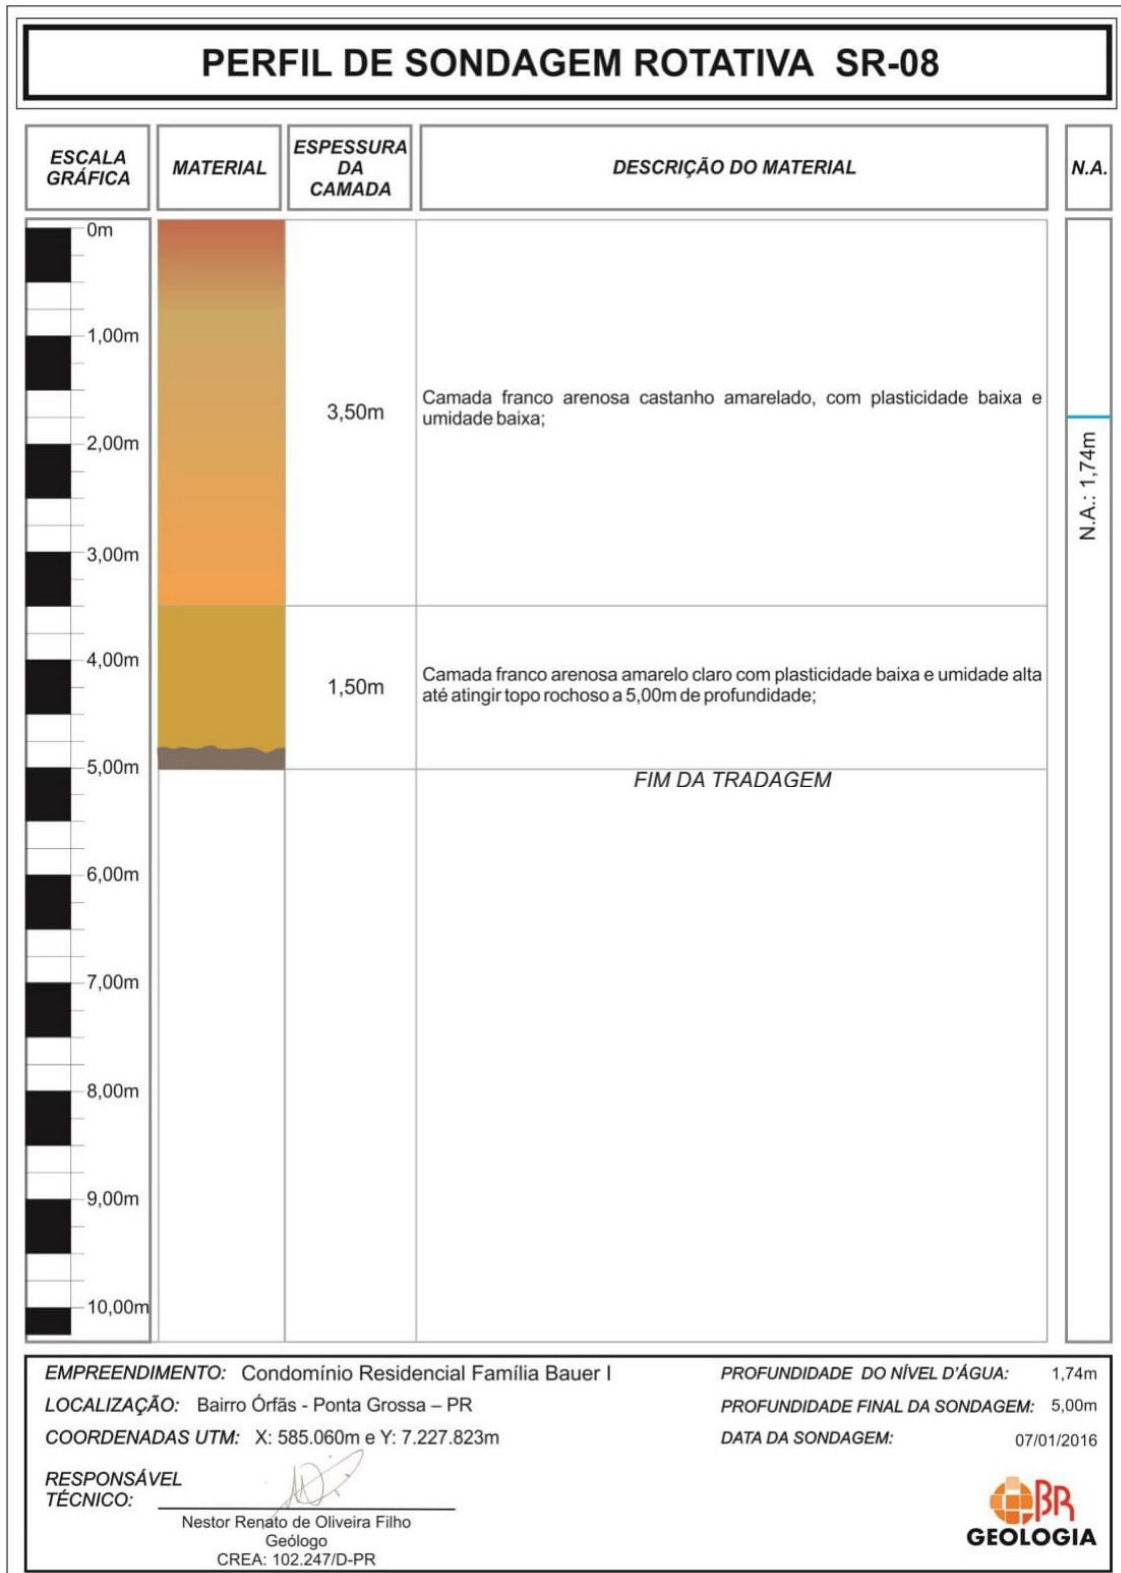 PERFIL DE SONDAGEM ROTATIVA SR-08
ESCALA
GRÁFICA
MATERIAL
ESPESSURA
DA
CAMADA
DESCRIÇÃO DO MATERIAL
N.A.
0m
1,00m
2,00m
3,00m
4,00m
5,00m
6,00m
7,00m
8,00m
9,00m
10,00m
3,50m
Camada franco arenosa castanho amarelado, com plasticidade baixa e
umidade baixa;
N.A.: 1,74m
1,50m
Camada franco arenosa amarelo claro com plasticidade baixa e umidade alta
até atingir topo rochoso a 5,00m de profundidade;
FIM DA TRADAGEM
EMPREENDIMENTO: Condomínio Residencial Família Bauer I
LOCALIZAÇÃO: Bairro Órfãs - Ponta Grossa – PR
COORDENADAS UTM: X: 585.060m e Y: 7.227.823m
RESPONSÁVEL
TÉCNICO:
Nestor Renato de Oliveira Filho
Geólogo
CREA: 102.247/D-PR
PROFUNDIDADE DO NÍVEL D'ÁGUA: 1,74m
PROFUNDIDADE FINAL DA SONDAGEM: 5,00m
DATA DA SONDAGEM: 07/01/2016
BR
GEOLOGIA